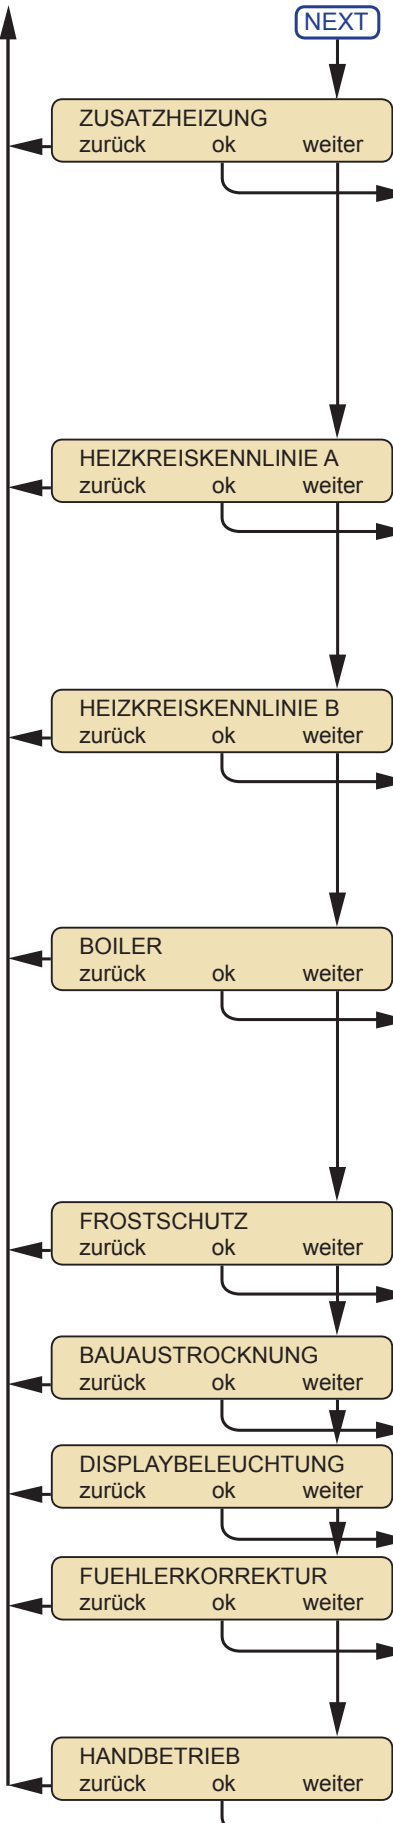 NEXT
ZUSATZHEIZUNG
zurück ok weiter
HEIZKREISKENNLINIE A
zurück ok weiter
HEIZKREISKENNLINIE B
zurück ok weiter
BOILER
zurück ok weiter
FROSTSCHUTZ
zurück ok weiter
BAUAUSTROCKNUNG
zurück ok weiter
DISPLAYBELEUCHTUNG
zurück ok weiter
FUEHLERKORREKTUR
zurück ok weiter
HANDBETRIEB
zurück ok weiter